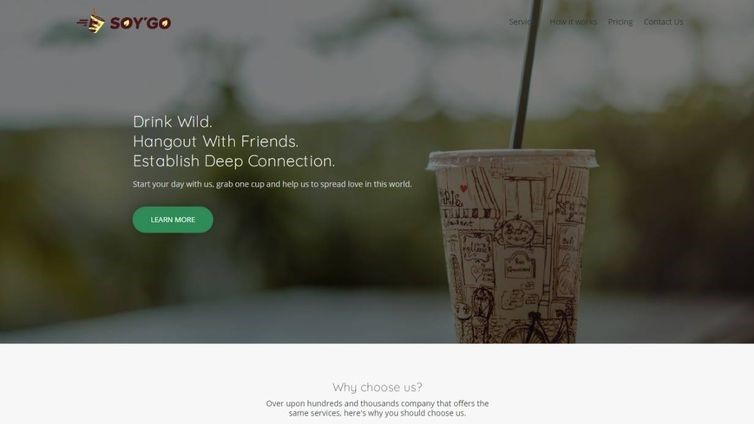 SOY'GO
Services How it works Pricing Contact Us
Drink Wild.
Hangout With Friends.
Establish Deep Connection.
Start your day with us, grab one cup and help us to spread love in this world.
LEARN MORE
Why choose us?
Over upon hundreds and thousands company that offers the
same services, here's why you should choose us.